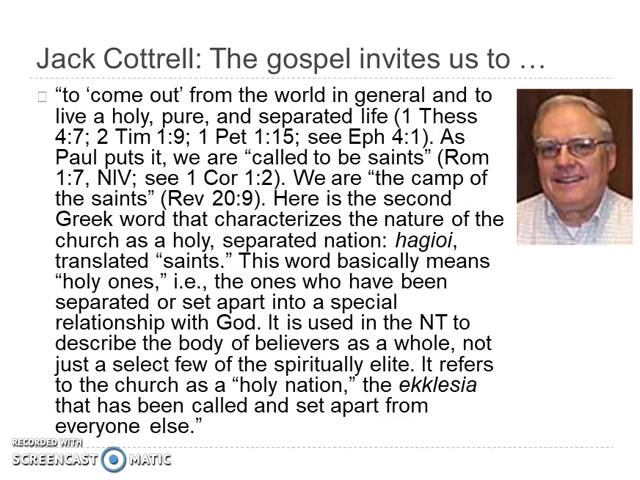 Jack Cottrell: The gospel invites us to …
“to ‘come out’ from the world in general and to
live a holy, pure, and separated life (1 Thess
4:7; 2 Tim 1:9; 1 Pet 1:15; see Eph 4:1). As
Paul puts it, we are “called to be saints” (Rom
1:7, NIV; see 1 Cor 1:2). We are “the camp of
the saints” (Rev 20:9). Here is the second
Greek word that characterizes the nature of the
church as a holy, separated nation: hagioi,
translated “saints.” This word basically means
“holy ones,” i.e., the ones who have been
separated or set apart into a special
relationship with God. It is used in the NT to
describe the body of believers as a whole, not
just a select few of the spiritually elite. It refers
to the church as a “holy nation,” the ekklesia
that has been called and set apart from
everyone else.”
RECORDED WITH
SCREENCAST MATIC